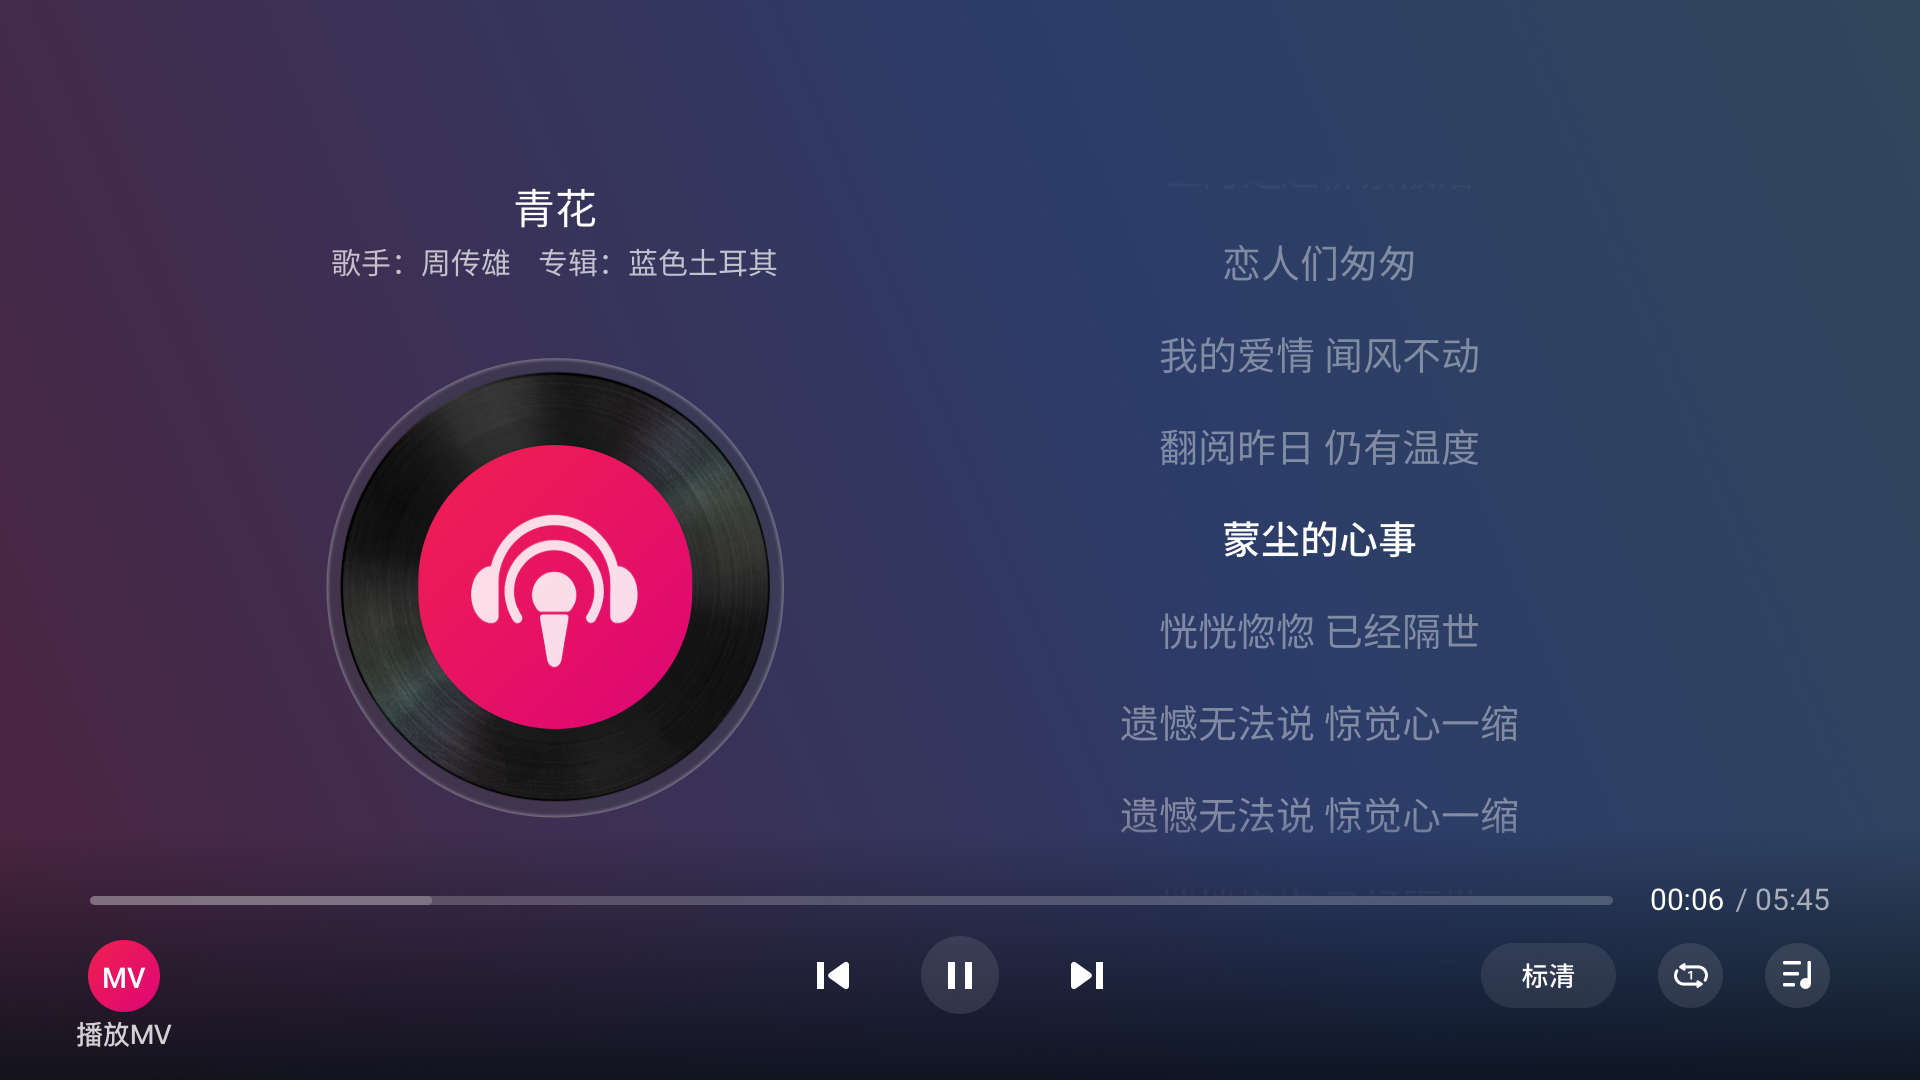 青花
歌手：周传雄 专辑：蓝色土耳其
恋人们匆匆
我的爱情 闻风不动
翻阅昨日 仍有温度
蒙尘的心事
恍恍惚惚 已经隔世
遗憾无法说 惊觉心一缩
遗憾无法说 惊觉心一缩
00:06 / 05:45
MV
标清
1
播放MV